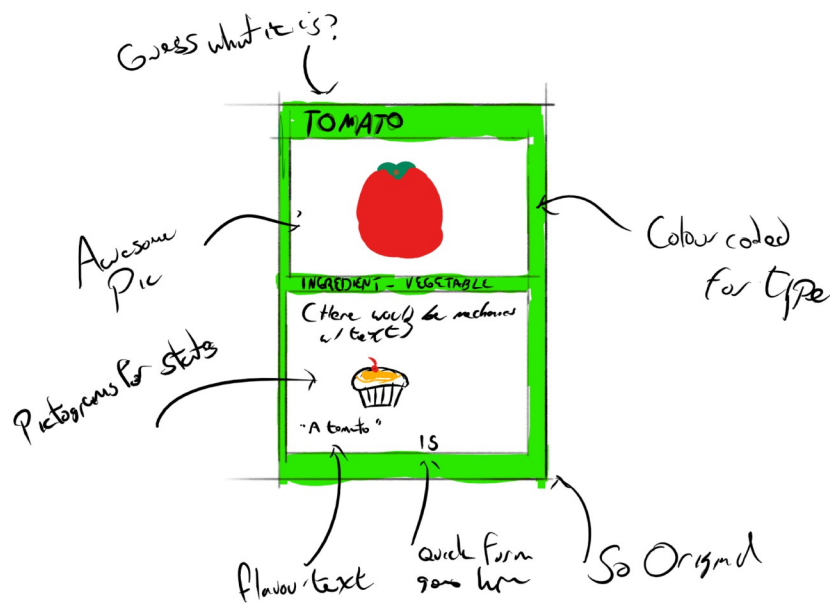 Guess what it is?
TOMATO
Awesome
Pic
Colour coded
for type
INGREDIENT - VEGETABLE
(Here would be mechanics
w/ text)
Pictograms for stats
"A tomato"
IS
flavour text
Quick Form
goes here
So Original